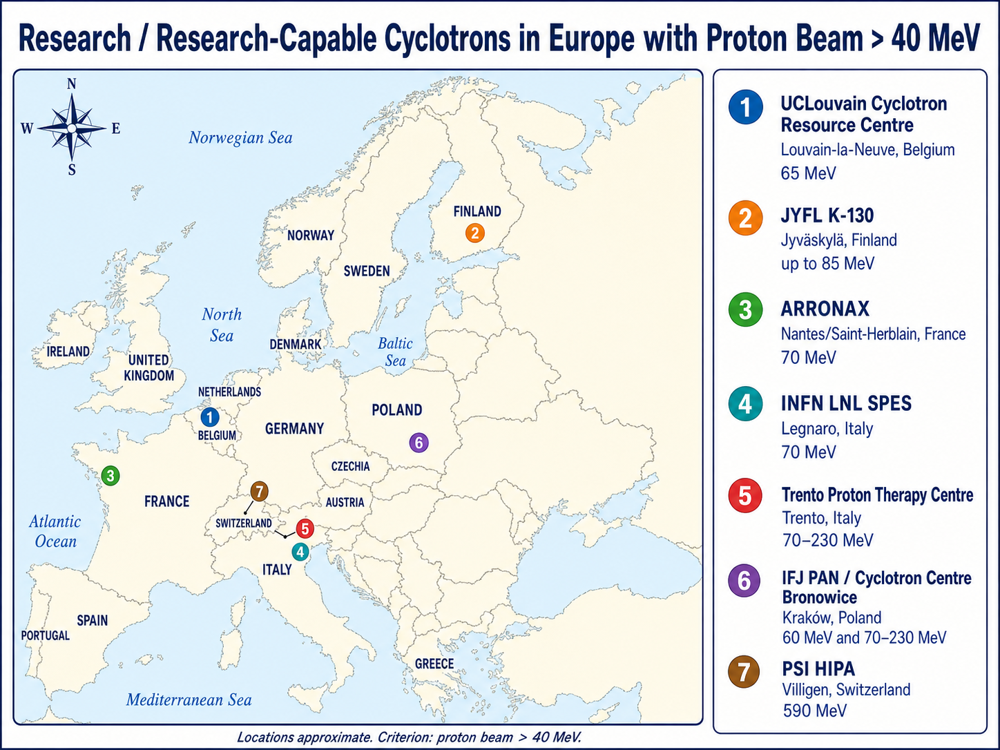 Research / Research-Capable Cyclotrons in Europe with Proton Beam > 40 MeV
N
W
E
S
Norwegian Sea
FINLAND
2
NORWAY
SWEDEN
North
Sea
DENMARK
Baltic
Sea
IRELAND
UNITED
KINGDOM
NETHERLANDS
1
BELGIUM
GERMANY
POLAND
6
CZECHIA
3
FRANCE
7
AUSTRIA
SWITZERLAND
5
4
ITALY
Atlantic
Ocean
SPAIN
PORTUGAL
GREECE
Mediterranean Sea
1
UCLouvain Cyclotron
Resource Centre
Louvain-la-Neuve, Belgium
65 MeV
2
JYFL K-130
Jyväskylä, Finland
up to 85 MeV
3
ARRONAX
Nantes/Saint-Herblain, France
70 MeV
4
INFN LNL SPES
Legnaro, Italy
70 MeV
5
Trento Proton Therapy Centre
Trento, Italy
70–230 MeV
6
IFJ PAN / Cyclotron Centre
Bronowice
Kraków, Poland
60 MeV and 70–230 MeV
7
PSI HIPA
Villigen, Switzerland
590 MeV
Locations approximate. Criterion: proton beam > 40 MeV.